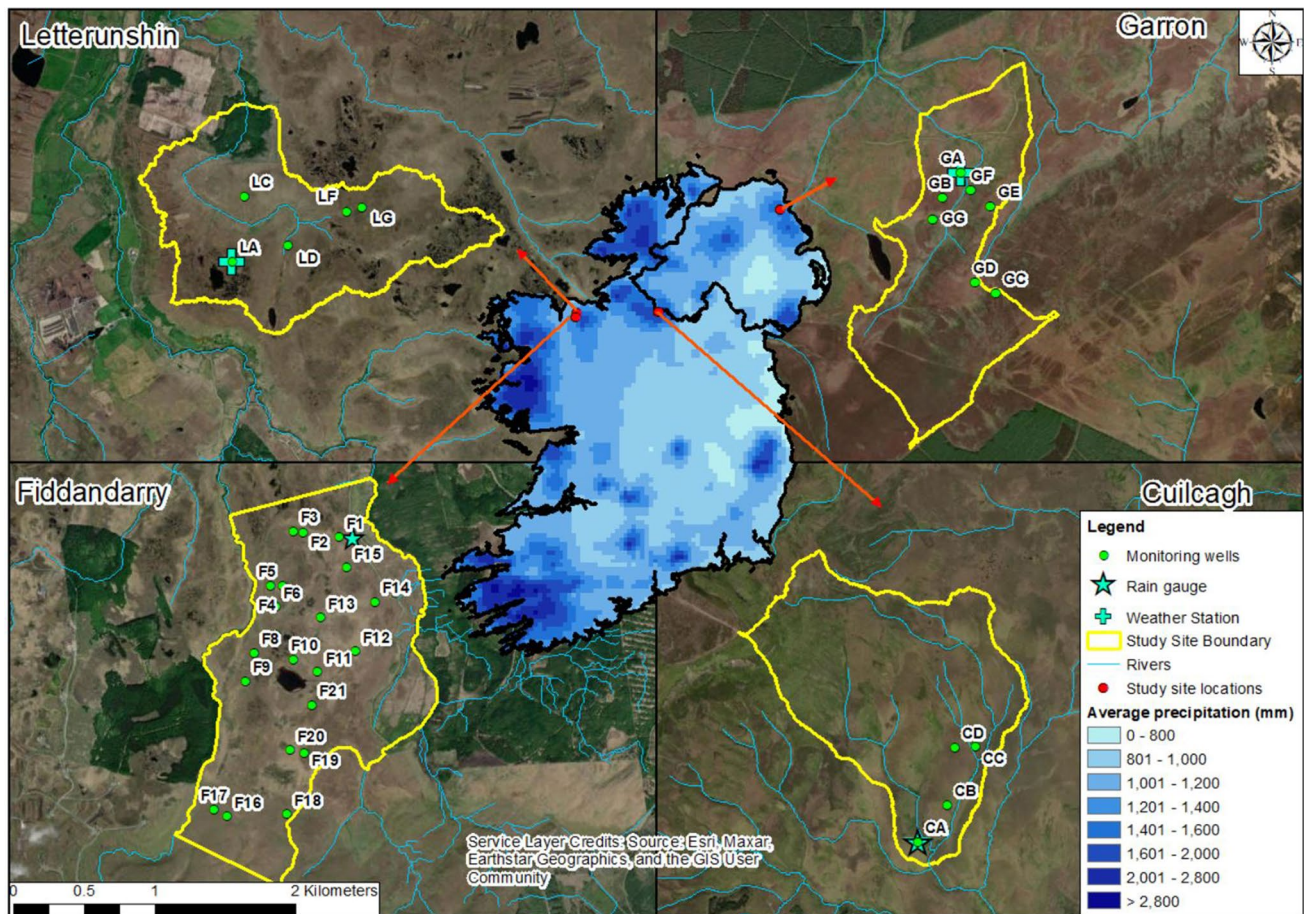 Letterunshin
LC
LF
LG
LA
LD
Garron
N
W
E
S
GA
GB
GF
GE
GG
GD
GC
Fiddandarry
F3
F2
F1
F15
F5
F6
F4
F14
F13
F8
F10
F12
F9
F11
F21
F20
F19
F17
F16
F18
0 0.5 1 2 Kilometers
Service Layer Credits: Source: Esri, Maxar,
Earthstar Geographics, and the GIS User
Community
Cuilcagh
CD
CC
CB
CA
Legend
Monitoring wells
Rain gauge
Weather Station
Study Site Boundary
Rivers
Study site locations
Average precipitation (mm)
0 - 800
801 - 1,000
1,001 - 1,200
1,201 - 1,400
1,401 - 1,600
1,601 - 2,000
2,001 - 2,800
> 2,800